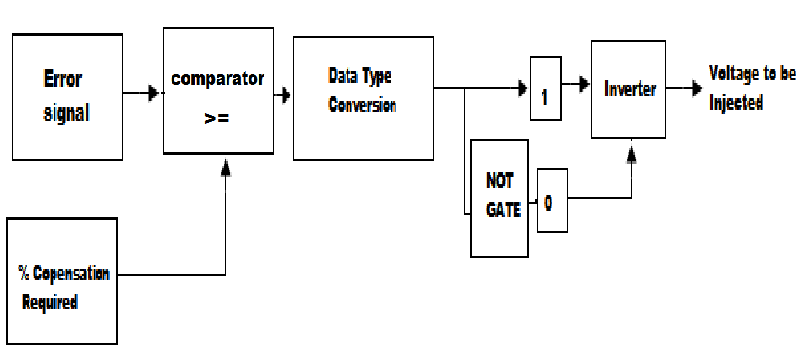 Error
signal
comparator
>=
Data Type
Conversion
1
Inverter
Voltage to be
Injected
NOT
GATE
0
% Copensation
Required